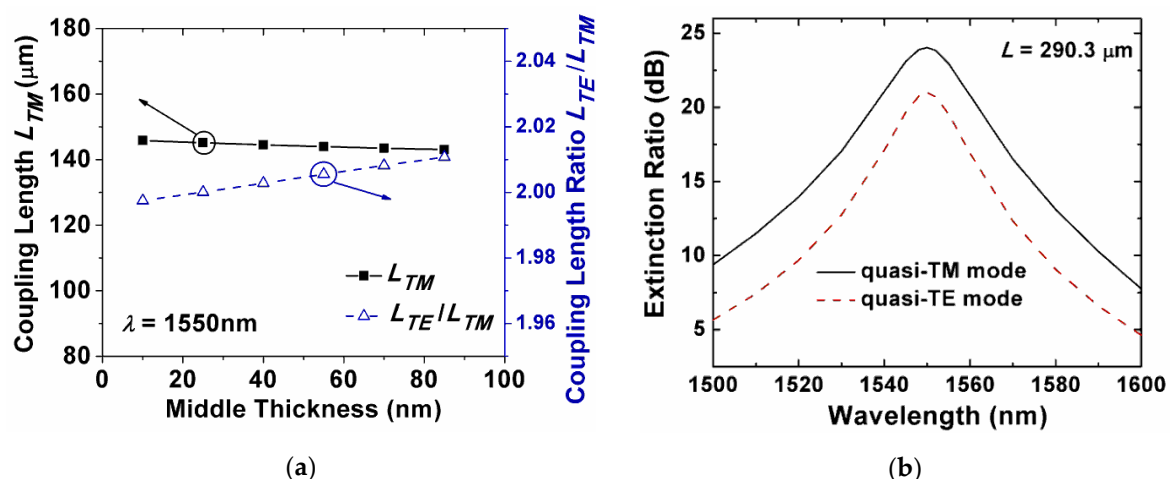 Coupling Length L_TM (μm)
180
160
140
120
100
80
0 20 40 60 80 100
Middle Thickness (nm)
L_TM
L_TE/L_TM
λ = 1550nm
2.04
2.02
2.00
1.98
1.96
Coupling Length Ratio L_TE/L_TM
(a)
Extinction Ratio (dB)
25
20
15
10
5
L = 290.3 μm
quasi-TM mode
quasi-TE mode
1500 1520 1540 1560 1580 1600
Wavelength (nm)
(b)